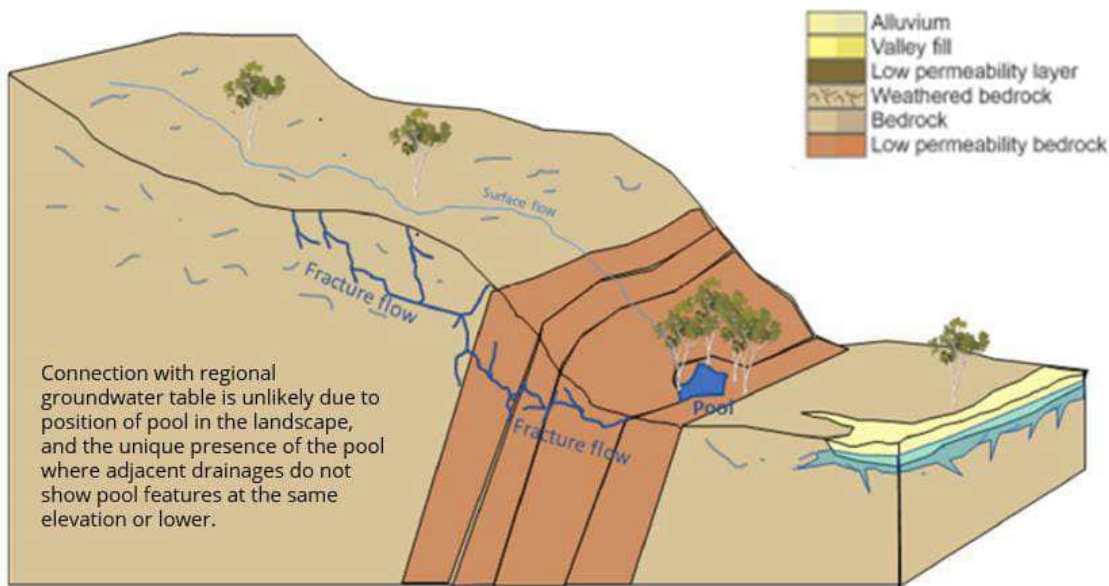 Alluvium
Valley fill
Low permeability layer
Weathered bedrock
Bedrock
Low permeability bedrock
Surface flow
Fracture flow
Connection with regional
groundwater table is unlikely due to
position of pool in the landscape,
and the unique presence of the pool
where adjacent drainages do not
show pool features at the same
elevation or lower.
Pool
Fracture flow